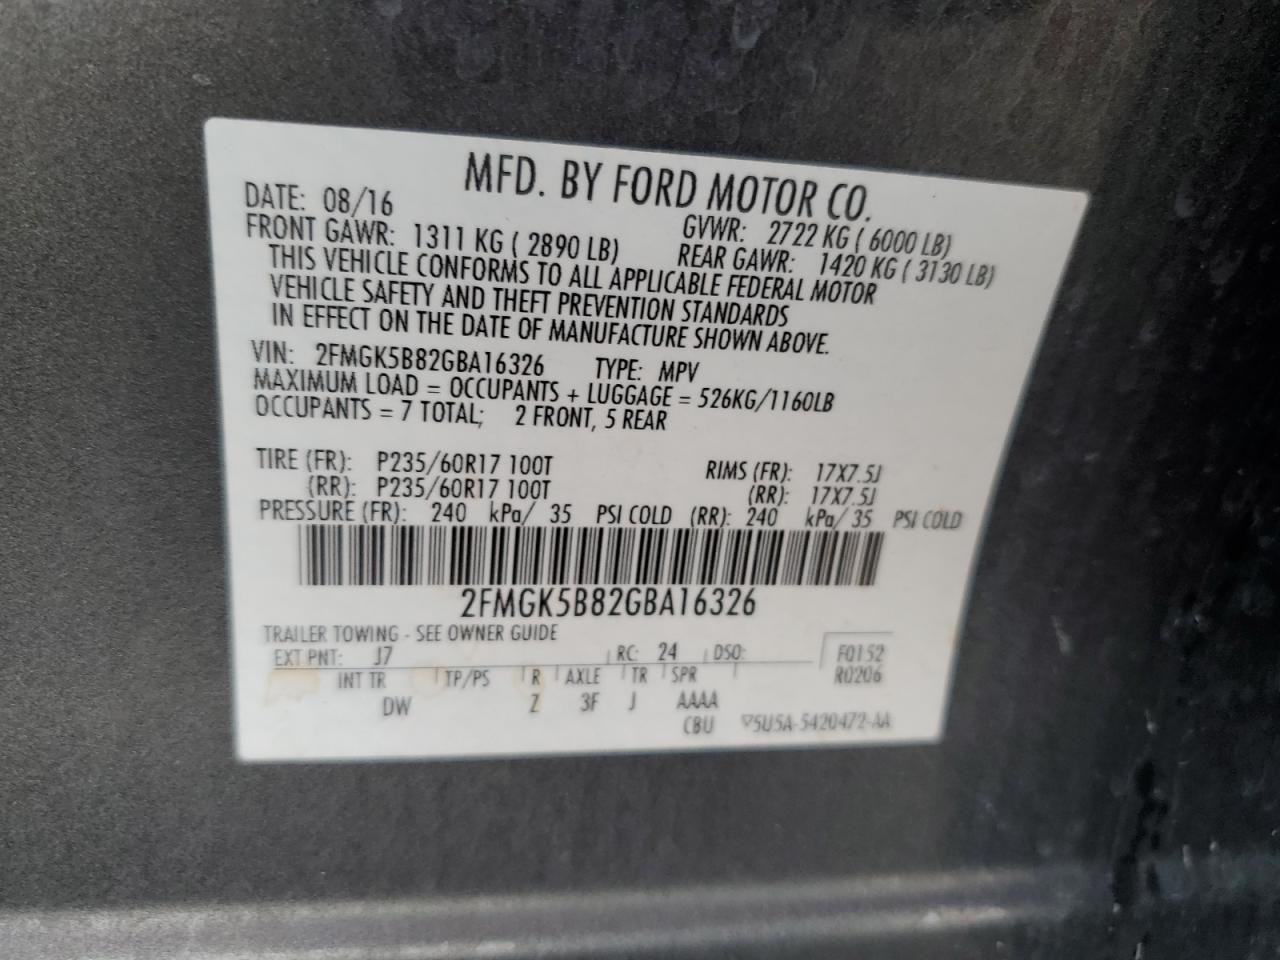 MFD. BY FORD MOTOR CO.
DATE: 08/16 GVWR: 2722 KG ( 6000 LB)
FRONT GAWR: 1311 KG ( 2890 LB) REAR GAWR: 1420 KG ( 3130 LB)
THIS VEHICLE CONFORMS TO ALL APPLICABLE FEDERAL MOTOR
VEHICLE SAFETY AND THEFT PREVENTION STANDARDS
IN EFFECT ON THE DATE OF MANUFACTURE SHOWN ABOVE.
VIN: 2FMGK5B82GBA16326 TYPE: MPV
MAXIMUM LOAD = OCCUPANTS + LUGGAGE = 526KG/1160LB
OCCUPANTS = 7 TOTAL; 2 FRONT, 5 REAR
TIRE (FR): P235/60R17 100T RIMS (FR): 17X7.5J
(RR): P235/60R17 100T (RR): 17X7.5J
PRESSURE (FR): 240 kPa/ 35 PSI COLD (RR): 240 kPa/ 35 PSI COLD
2FMGK5B82GBA16326
TRAILER TOWING - SEE OWNER GUIDE
EXT PNT: J7 RC: 24 DSO: F0152
R0206
INT TR TP/PS R AXLE TR SPR
DW Z 3F J AAAA
CBU 5U5A-5420472-AA